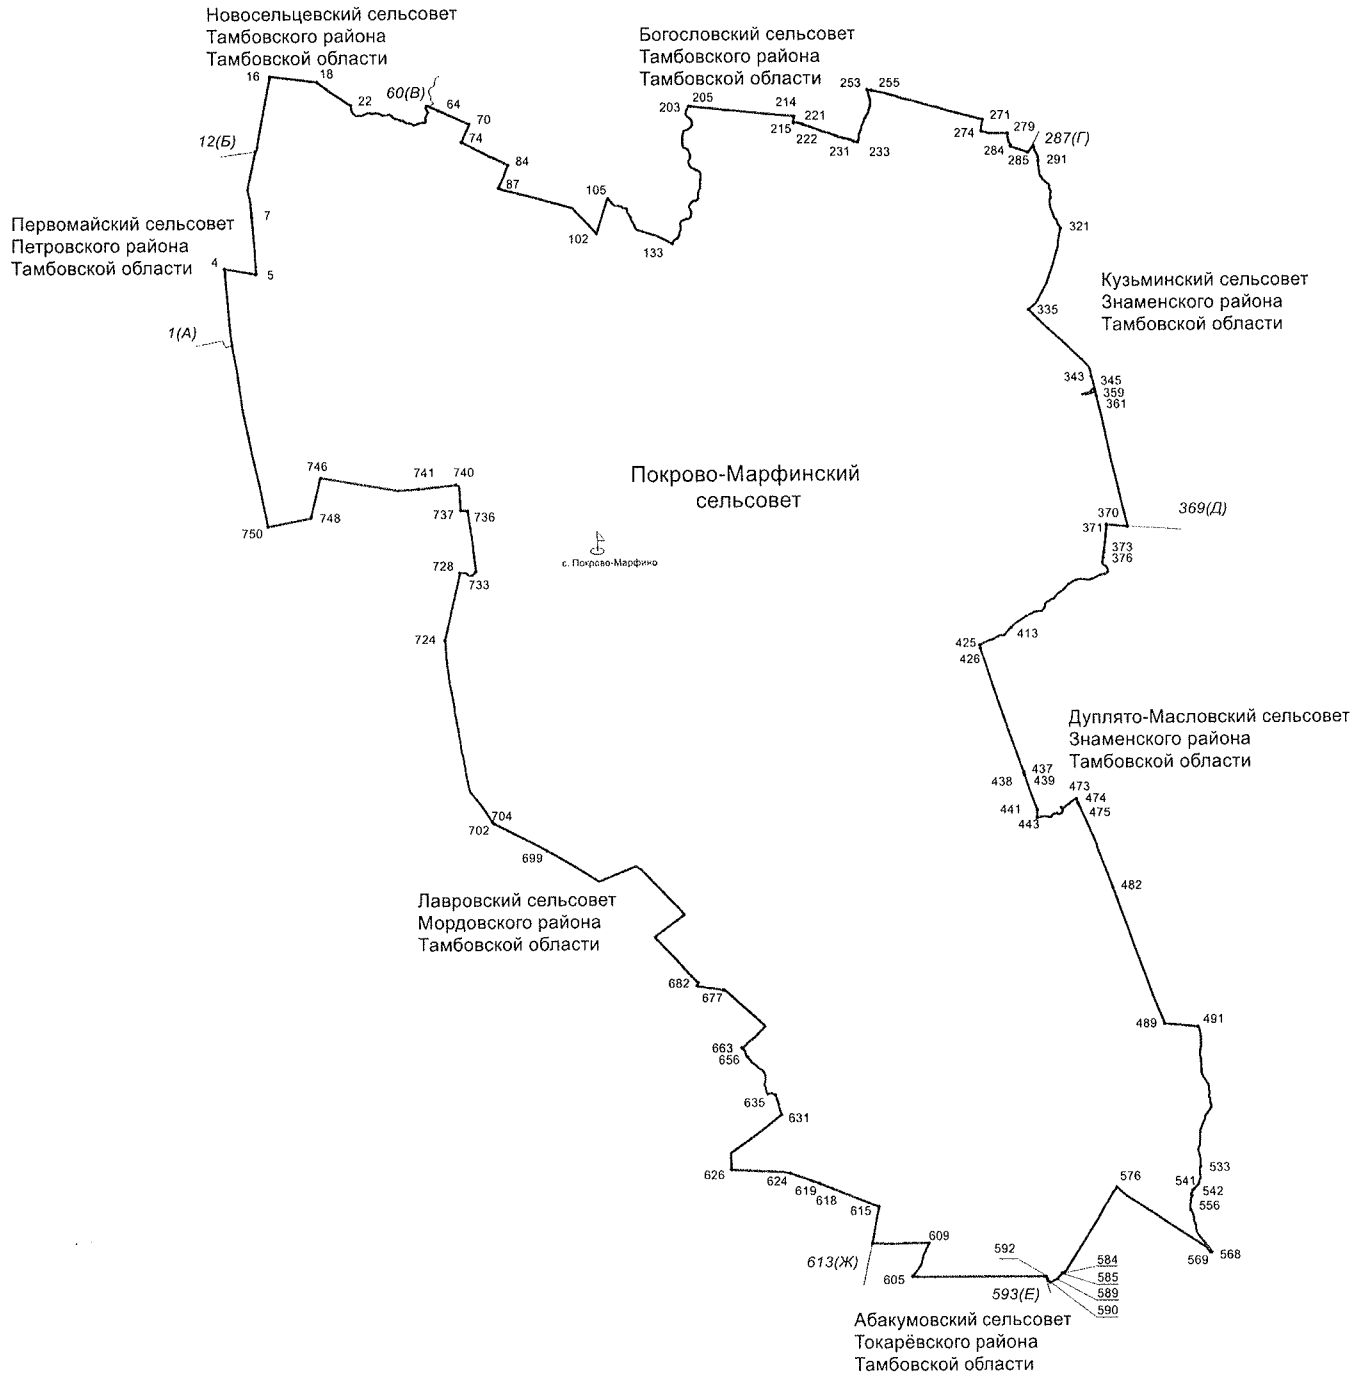 Новосельцевский сельсовет
Тамбовского района
Тамбовской области
Богословский сельсовет
Тамбовского района
Тамбовской области
16
18
22
60(В)
64
70
74
84
87
105
102
133
203
205
214
215
221
222
231
233
253
255
271
274
279
284
285
287(Г)
291
321
335
12(Б)
7
Первомайский сельсовет
Петровского района
Тамбовской области
4
5
1(А)
Кузьминский сельсовет
Знаменского района
Тамбовской области
343
345
359
361
Покрово-Марфинский
сельсовет
с. Покрово-Марфино
746
741
740
750
748
737
736
728
733
724
370
371
369(Д)
373
376
413
425
426
Дуплято-Масловский сельсовет
Знаменского района
Тамбовской области
437
438
439
441
443
473
474
475
482
704
702
699
Лавровский сельсовет
Мордовского района
Тамбовской области
682
677
663
656
635
631
626
624
619
618
615
489
491
533
541
542
556
568
569
576
609
613(Ж)
605
592
593(Е)
584
585
589
590
Абакумовский сельсовет
Токарёвского района
Тамбовской области